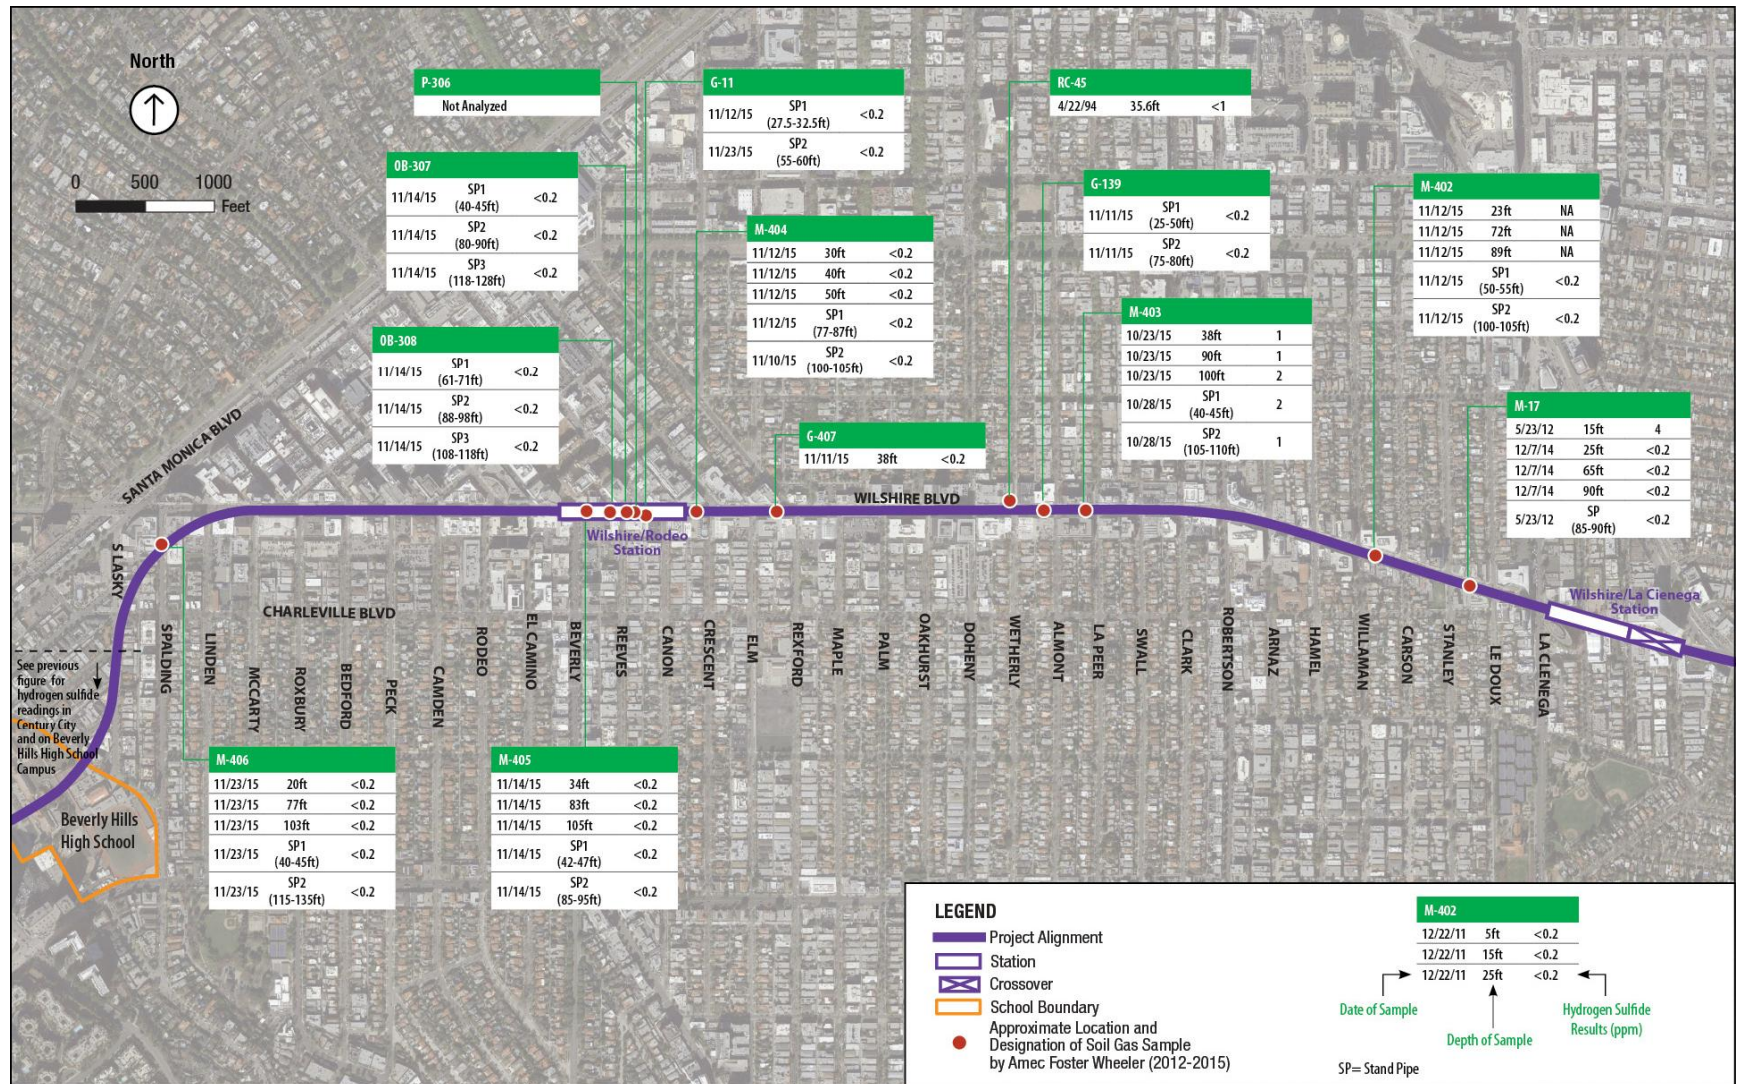 North
0 500 1000
Feet
P-306
Not Analyzed
G-11
11/12/15 SP1 (27.5-32.5ft) <0.2
11/23/15 SP2 (55-60ft) <0.2
RC-45
4/22/94 35.6ft <1
OB-307
11/14/15 SP1 (40-45ft) <0.2
11/14/15 SP2 (80-90ft) <0.2
11/14/15 SP3 (118-128ft) <0.2
G-139
11/11/15 SP1 (25-50ft) <0.2
11/11/15 SP2 (75-80ft) <0.2
M-402
11/12/15 23ft NA
11/12/15 72ft NA
11/12/15 89ft NA
11/12/15 SP1 (50-55ft) <0.2
11/12/15 SP2 (100-105ft) <0.2
M-404
11/12/15 30ft <0.2
11/12/15 40ft <0.2
11/12/15 50ft <0.2
11/12/15 SP1 (77-87ft) <0.2
11/10/15 SP2 (100-105ft) <0.2
M-403
10/23/15 38ft 1
10/23/15 90ft 1
10/23/15 100ft 2
10/28/15 SP1 (40-45ft) 2
10/28/15 SP2 (105-110ft) 1
OB-308
11/14/15 SP1 (61-71ft) <0.2
11/14/15 SP2 (88-98ft) <0.2
11/14/15 SP3 (108-118ft) <0.2
M-17
5/23/12 15ft 4
12/7/14 25ft <0.2
12/7/14 65ft <0.2
12/7/14 90ft <0.2
5/23/12 SP (85-90ft) <0.2
G-407
11/11/15 38ft <0.2
SANTA MONICA BLVD
WILSHIRE BLVD
Wilshire/Rodeo
Station
Wilshire/La Cienega
Station
CHARLEVILLE BLVD
S LASKY
SPALDING
LINDEN
MCCARTY
ROXBURY
BEDFORD
PECK
CAMDEN
RODEO
EL CAMINO
BEVERLY
REEVES
CANON
CRESCENT
ELM
REXFORD
MAPLE
PALM
OAKHURST
DOHENY
WETHERLY
ALMONT
LA PEER
SWALL
CLARK
ROBERTSON
ARNAZ
HAMEL
WILLAMAN
CARSON
STANLEY
LE DOUX
LA CLENEGA
See previous
figure for
hydrogen sulfide
readings in
Century City
and on Beverly
Hills High School
Campus
Beverly Hills
High School
M-406
11/23/15 20ft <0.2
11/23/15 77ft <0.2
11/23/15 103ft <0.2
11/23/15 SP1 (40-45ft) <0.2
11/23/15 SP2 (115-135ft) <0.2
M-405
11/14/15 34ft <0.2
11/14/15 83ft <0.2
11/14/15 105ft <0.2
11/14/15 SP1 (42-47ft) <0.2
11/14/15 SP2 (85-95ft) <0.2
LEGEND
Project Alignment
Station
Crossover
School Boundary
Approximate Location and
Designation of Soil Gas Sample
by Amec Foster Wheeler (2012-2015)
M-402
12/22/11 5ft <0.2
12/22/11 15ft <0.2
12/22/11 25ft <0.2
Date of Sample
Depth of Sample
Hydrogen Sulfide
Results (ppm)
SP= Stand Pipe